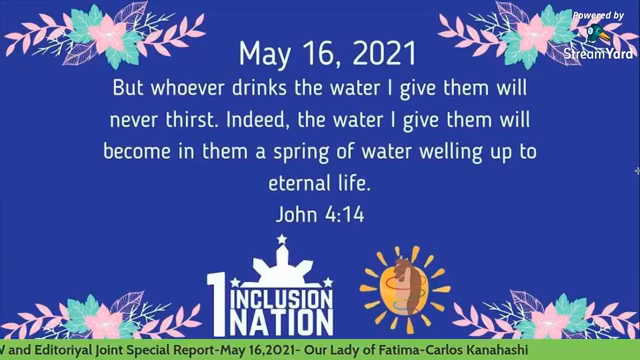 Powered by
StreamYard
May 16, 2021
But whoever drinks the water I give them will
never thirst. Indeed, the water I give them will
become in them a spring of water welling up to
eternal life.
John 4:14
1 INCLUSION
NATION
and Editoriyal Joint Special Report-May 16,2021- Our Lady of Fatima-Carlos Kanahashi